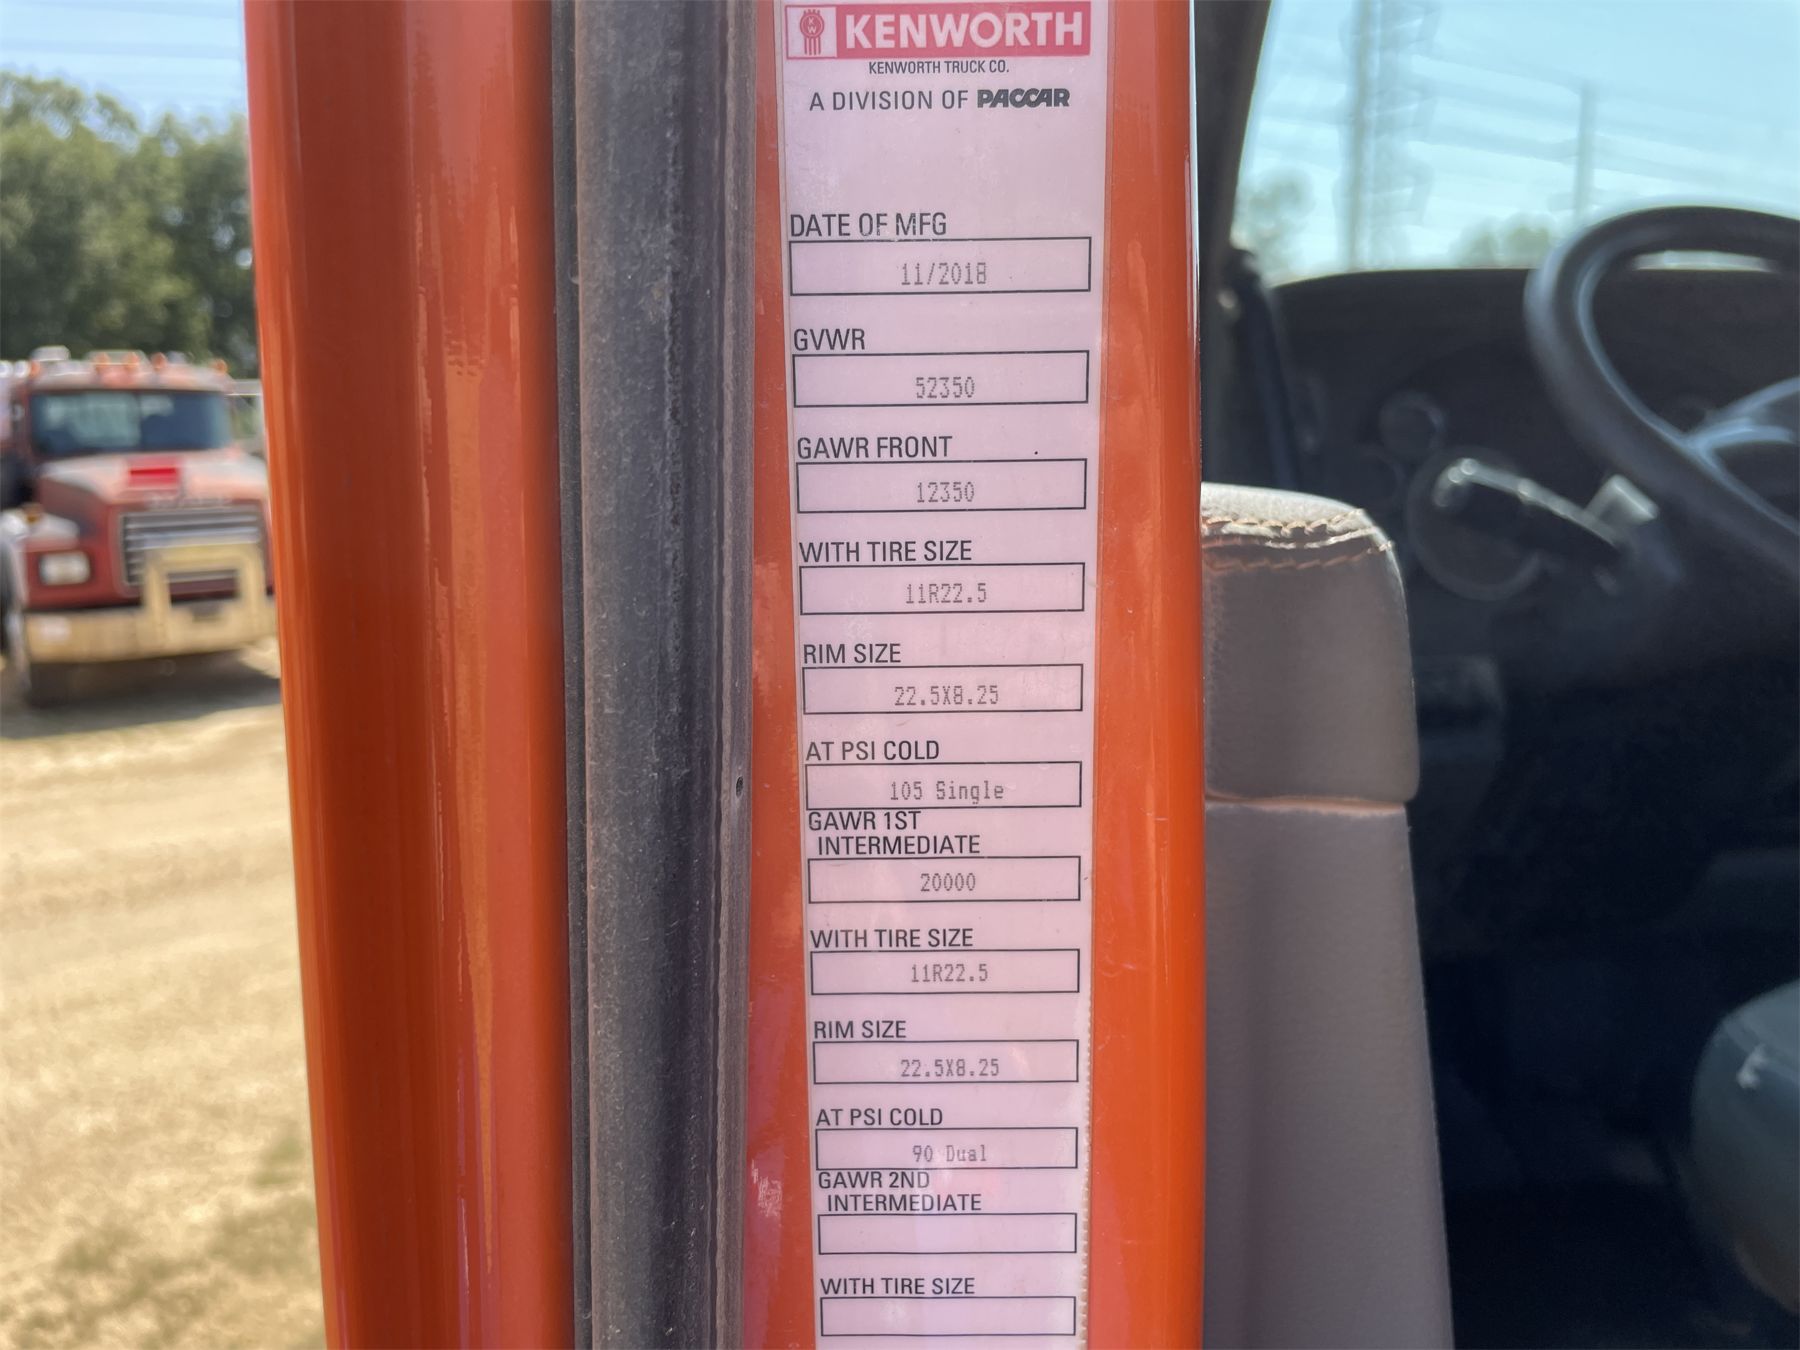 KENWORTH
KENWORTH TRUCK CO.
A DIVISION OF PACCAR
DATE OF MFG
11/2018
GVWR
52350
GAWR FRONT
12350
WITH TIRE SIZE
11R22.5
RIM SIZE
22.5X8.25
AT PSI COLD
105 Single
GAWR 1ST
INTERMEDIATE
20000
WITH TIRE SIZE
11R22.5
RIM SIZE
22.5X8.25
AT PSI COLD
90 Dual
GAWR 2ND
INTERMEDIATE
WITH TIRE SIZE